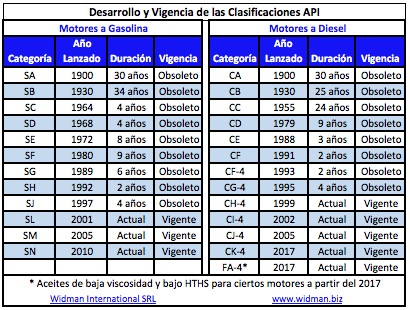 Desarrollo y Vigencia de las Clasificaciones API
Motores a Gasolina Motores a Diesel
Categoría Año Lanzado Duración Vigencia Categoría Año Lanzado Duración Vigencia
SA 1900 30 años Obsoleto CA 1900 30 años Obsoleto
SB 1930 34 años Obsoleto CB 1930 25 años Obsoleto
SC 1964 4 años Obsoleto CC 1955 24 años Obsoleto
SD 1968 4 años Obsoleto CD 1979 9 años Obsoleto
SE 1972 8 años Obsoleto CE 1988 3 años Obsoleto
SF 1980 9 años Obsoleto CF 1991 2 años Obsoleto
SG 1989 6 años Obsoleto CF-4 1993 2 años Obsoleto
SH 1992 2 años Obsoleto CG-4 1995 4 años Obsoleto
SJ 1997 4 años Obsoleto CH-4 1999 Actual Vigente
SL 2001 Actual Vigente CI-4 2002 Actual Vigente
SM 2005 Actual Vigente CJ-4 2005 Actual Vigente
SN 2010 Actual Vigente CK-4 2017 Actual Vigente
FA-4* 2017 Actual Vigente
* Aceites de baja viscosidad y bajo HTHS para ciertos motores a partir del 2017
Widman International SRL www.widman.biz